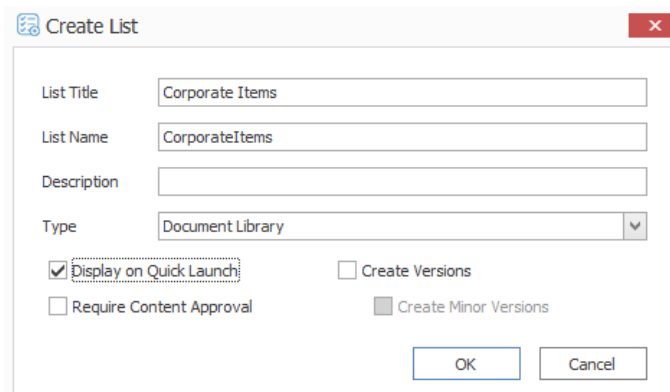 Create List
List Title Corporate Items
List Name CorporateItems
Description
Type Document Library
Display on Quick Launch Create Versions
Require Content Approval Create Minor Versions
OK Cancel